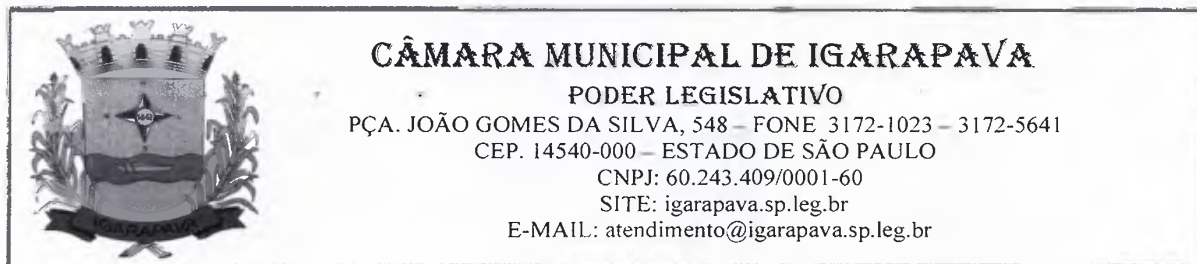 CÂMARA MUNICIPAL DE IGARAPAVA
PODER LEGISLATIVO
PÇA. JOÃO GOMES DA SILVA, 548 – FONE 3172-1023 – 3172-5641
CEP. 14540-000 – ESTADO DE SÃO PAULO
CNPJ: 60.243.409/0001-60
SITE: igarapava.sp.leg.br
E-MAIL: atendimento@igarapava.sp.leg.br
IGARAPAVA